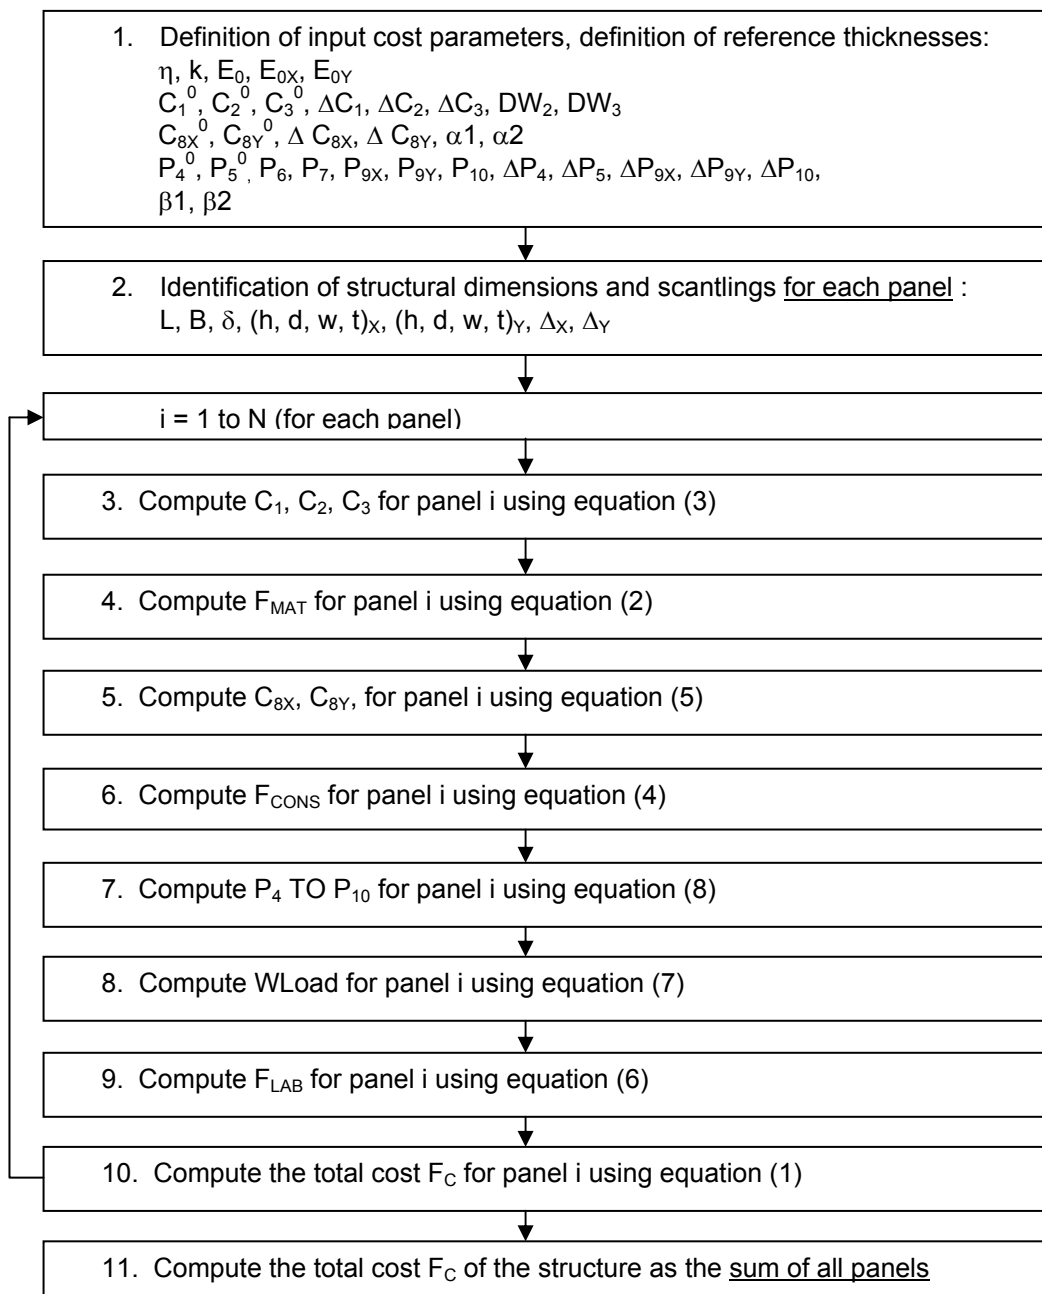 1. Definition of input cost parameters, definition of reference thicknesses:
η, k, E₀, E₀ₓ, E₀Y
C₁⁰, C₂⁰, C₃⁰, ΔC₁, ΔC₂, ΔC₃, DW₂, DW₃
C₈ₓ⁰, C₈Y⁰, Δ C₈ₓ, Δ C₈Y, α1, α2
P₄⁰, P₅⁰, P₆, P₇, P₉ₓ, P₉Y, P₁₀, ΔP₄, ΔP₅, ΔP₉ₓ, ΔP₉Y, ΔP₁₀,
β1, β2
2. Identification of structural dimensions and scantlings for each panel :
L, B, δ, (h, d, w, t)ₓ, (h, d, w, t)Y, Δₓ, ΔY
i = 1 to N (for each panel)
3. Compute C₁, C₂, C₃ for panel i using equation (3)
4. Compute FMAT for panel i using equation (2)
5. Compute C₈ₓ, C₈Y, for panel i using equation (5)
6. Compute FCONS for panel i using equation (4)
7. Compute P₄ TO P₁₀ for panel i using equation (8)
8. Compute WLoad for panel i using equation (7)
9. Compute FLAB for panel i using equation (6)
10. Compute the total cost FC for panel i using equation (1)
11. Compute the total cost FC of the structure as the sum of all panels